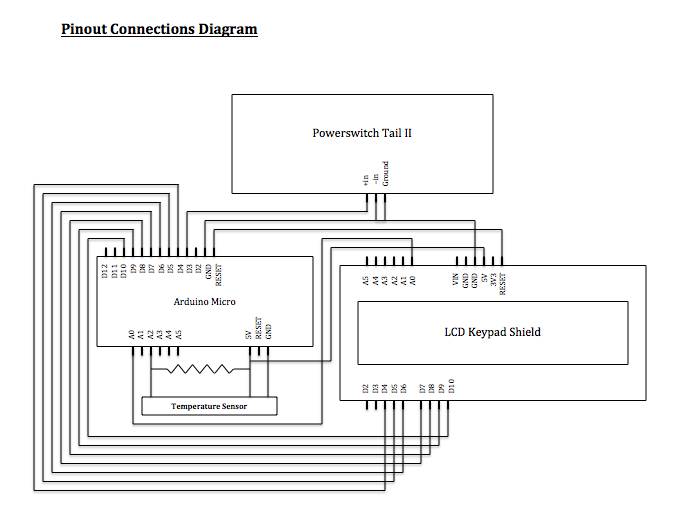 Pinout Connections Diagram
Powerswitch Tail II
+in
-in
Ground
D12
D11
D10
D9
D8
D7
D6
D5
D4
D3
D2
GND
RESET
Arduino Micro
A0
A1
A2
A3
A4
A5
5V
RESET
GND
Temperature Sensor
A5
A4
A3
A2
A1
A0
VIN
GND
GND
5V
3V3
RESET
LCD Keypad Shield
D2
D3
D4
D5
D6
D7
D8
D9
D10